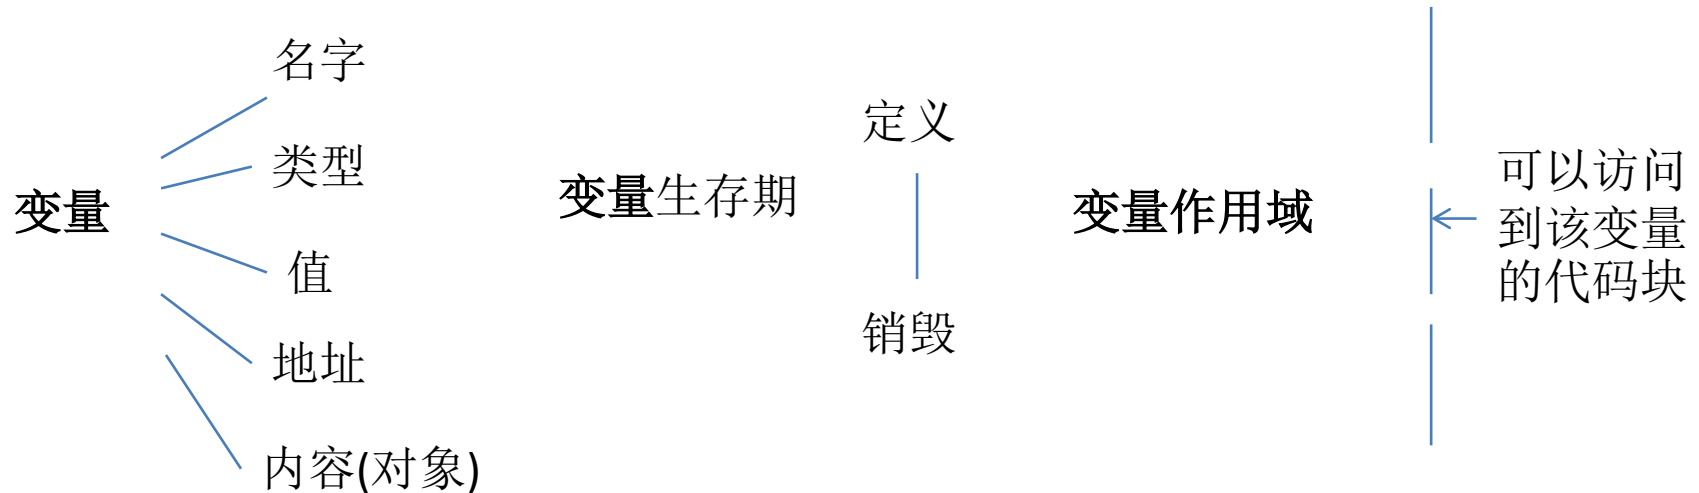 变量
名字
类型
值
地址
内容(对象)
变量生存期
定义
销毁
变量作用域
可以访问
到该变量
的代码块